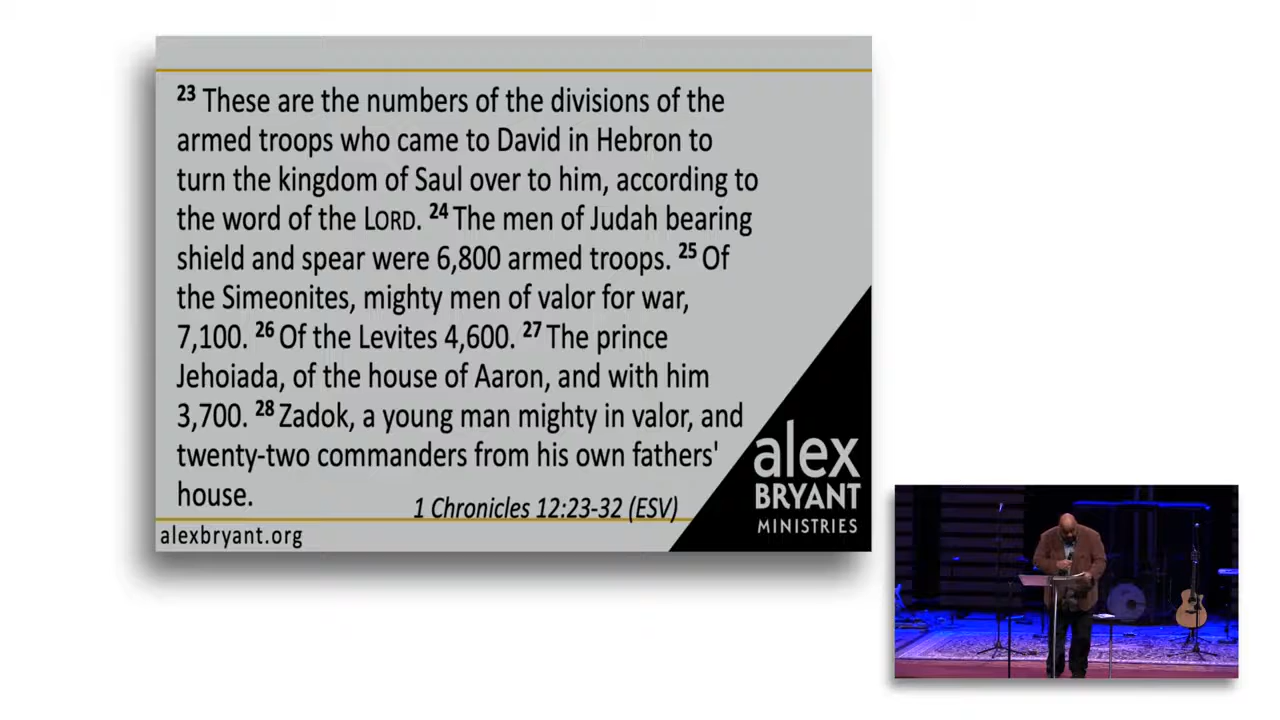 23 These are the numbers of the divisions of the
armed troops who came to David in Hebron to
turn the kingdom of Saul over to him, according to
the word of the LORD. 24 The men of Judah bearing
shield and spear were 6,800 armed troops. 25 Of
the Simeonites, mighty men of valor for war,
7,100. 26 Of the Levites 4,600. 27 The prince
Jehoiada, of the house of Aaron, and with him
3,700. 28 Zadok, a young man mighty in valor, and
twenty-two commanders from his own fathers'
house.
1 Chronicles 12:23-32 (ESV)
alexbryant.org
alex
BRYANT
MINISTRIES